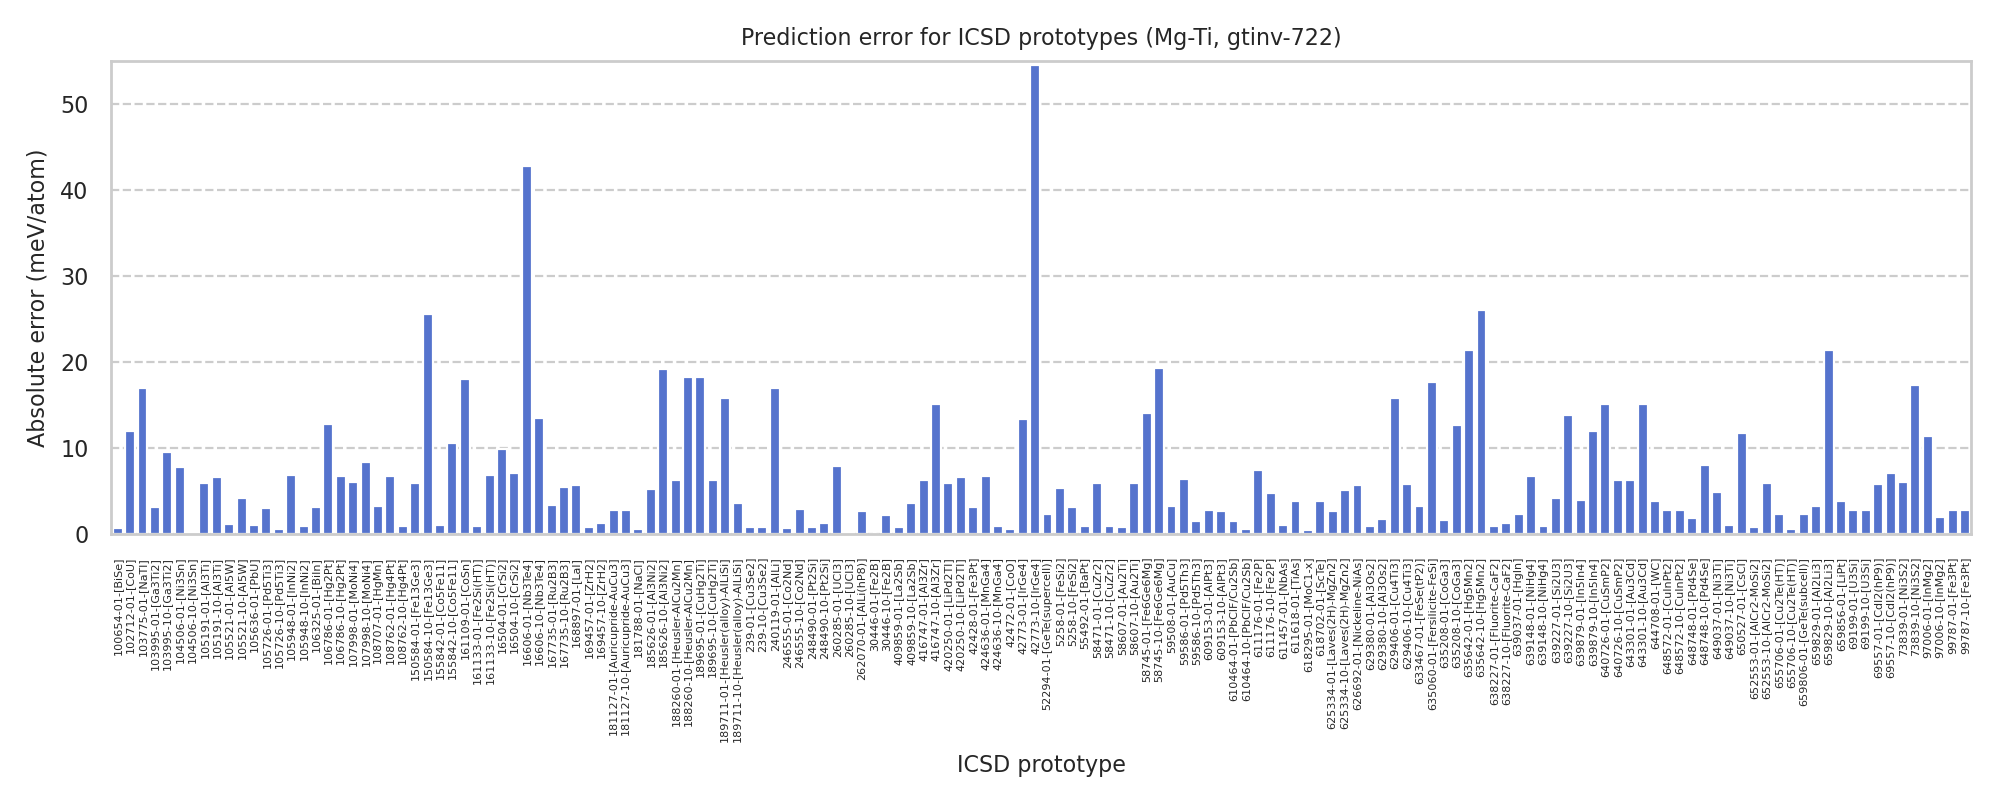 Prediction error for ICSD prototypes (Mg-Ti, gtinv-722)
Absolute error (meV/atom)
50
40
30
20
10
0
100654-01-[BiSe]
102712-01-[CoU]
103775-01-[NaTl]
103995-01-[Ga3Ti2]
103995-10-[Ga3Ti2]
104506-01-[Ni3Sn]
104506-10-[Ni3Sn]
105191-01-[Al3Ti]
105191-10-[Al3Ti]
105521-01-[Al5W]
105521-10-[Al5W]
105636-01-[PbU]
105726-01-[Pd5Ti3]
105726-10-[Pd5Ti3]
105948-01-[InNi2]
105948-10-[InNi2]
106325-01-[BiIn]
106786-01-[Hg2Pt]
106786-10-[Hg2Pt]
107998-01-[MoNi4]
107998-10-[MoNi4]
108707-01-[HgMn]
108762-01-[Hg4Pt]
108762-10-[Hg4Pt]
150584-01-[Fe13Ge3]
150584-10-[Fe13Ge3]
155842-01-[Co5Fe11]
155842-10-[Co5Fe11]
161109-01-[CoSn]
161133-01-[Fe2Si(HT)]
161133-10-[Fe2Si(HT)]
16504-01-[CrSi2]
16504-10-[CrSi2]
16606-01-[Nb3Te4]
16606-10-[Nb3Te4]
167735-01-[Ru2B3]
167735-10-[Ru2B3]
168897-01-[LaI]
169457-01-[ZrH2]
169457-10-[ZrH2]
181127-01-[Auricupride-AuCu3]
181127-10-[Auricupride-AuCu3]
181788-01-[NaCl]
185626-01-[Al3Ni2]
185626-10-[Al3Ni2]
188260-01-[Heusler-AlCu2Mn]
188260-10-[Heusler-AlCu2Mn]
189695-01-[CuHg2Ti]
189695-10-[CuHg2Ti]
189711-01-[Heusler(alloy)-AlLiSi]
189711-10-[Heusler(alloy)-AlLiSi]
239-01-[Cu3Se2]
239-10-[Cu3Se2]
240119-01-[AlLi]
246555-01-[Co2Nd]
246555-10-[Co2Nd]
248490-01-[Pt2Si]
248490-10-[Pt2Si]
260285-01-[UCl3]
260285-10-[UCl3]
262070-01-[AlLi(hP8)]
30446-01-[Fe2B]
30446-10-[Fe2B]
409859-01-[La2Sb]
409859-10-[La2Sb]
416747-01-[Al3Zr]
416747-10-[Al3Zr]
420250-01-[LiPd2Tl]
420250-10-[LiPd2Tl]
42428-01-[Fe3Pt]
424636-01-[MnGa4]
424636-10-[MnGa4]
42472-01-[CoO]
42773-01-[IrGe4]
42773-10-[IrGe4]
52294-01-[GeTe(supercell)]
5258-01-[FeSi2]
5258-10-[FeSi2]
55492-01-[BaPt]
58471-01-[CuZr2]
58471-10-[CuZr2]
58607-01-[Au2Ti]
58607-10-[Au2Ti]
58745-01-[Fe6Ge6Mg]
58745-10-[Fe6Ge6Mg]
59508-01-[AuCu]
59586-01-[Pd5Th3]
59586-10-[Pd5Th3]
609153-01-[AlPt3]
609153-10-[AlPt3]
610464-01-[PbClF/Cu2Sb]
610464-10-[PbClF/Cu2Sb]
611176-01-[Fe2P]
611176-10-[Fe2P]
611457-01-[NbAs]
611618-01-[TiAs]
618295-01-[MoC1-x]
618702-01-[ScTe]
625334-01-[Laves(2H)-MgZn2]
625334-10-[Laves(2H)-MgZn2]
626692-01-[Nickeline-NiAs]
629380-01-[Al3Os2]
629380-10-[Al3Os2]
629406-01-[Cu4Ti3]
629406-10-[Cu4Ti3]
633467-01-[FeSe(tP2)]
635060-01-[Fersilicite-FeSi]
635208-01-[CoGa3]
635208-10-[CoGa3]
635642-01-[Hg5Mn2]
635642-10-[Hg5Mn2]
638227-01-[Fluorite-CaF2]
638227-10-[Fluorite-CaF2]
639037-01-[HgIn]
639148-01-[NiHg4]
639148-10-[NiHg4]
639227-01-[Si2U3]
639227-10-[Si2U3]
639879-01-[In5In4]
639879-10-[In5In4]
640726-01-[CuSmP2]
640726-10-[CuSmP2]
643301-01-[Au3Cd]
643301-10-[Au3Cd]
644708-01-[WC]
648572-01-[CuInPt2]
648572-10-[CuInPt2]
648748-01-[Pd4Se]
648748-10-[Pd4Se]
649037-01-[Ni3Ti]
649037-10-[Ni3Ti]
650527-01-[CsCl]
652553-01-[AlCr2-MoSi2]
652553-10-[AlCr2-MoSi2]
655706-01-[Cu2Te(HT)]
655706-10-[Cu2Te(HT)]
659806-01-[GeTe(subcell)]
659829-01-[Al2Li3]
659829-10-[Al2Li3]
659856-01-[LiPt]
69199-01-[U3Si]
69199-10-[U3Si]
69557-01-[CdI2(hP9)]
69557-10-[CdI2(hP9)]
73839-01-[Ni3S2]
73839-10-[Ni3S2]
97006-01-[InMg2]
97006-10-[InMg2]
99787-01-[Fe3Pt]
99787-10-[Fe3Pt]
ICSD prototype